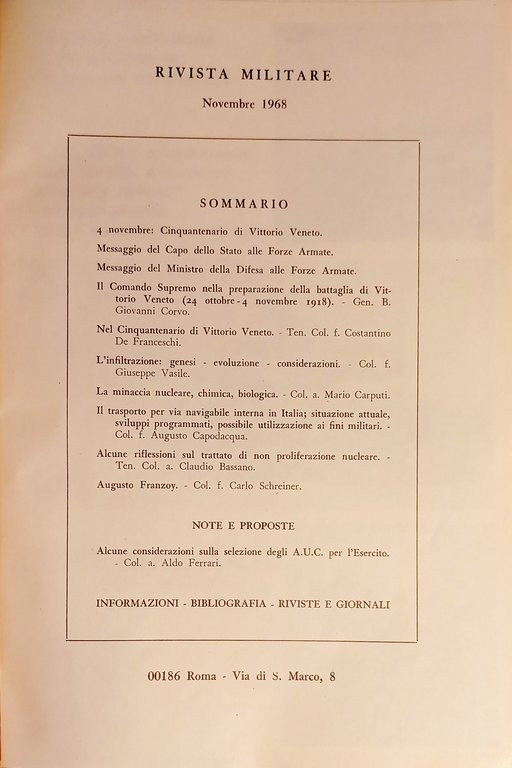 RIVISTA MILITARE
Novembre 1968
SOMMARIO
4 novembre: Cinquantenario di Vittorio Veneto.
Messaggio del Capo dello Stato alle Forze Armate.
Messaggio del Ministro della Difesa alle Forze Armate.
Il Comando Supremo nella preparazione della battaglia di Vit-
torio Veneto (24 ottobre - 4 novembre 1918). - Gen. B.
Giovanni Corvo.
Nel Cinquantenario di Vittorio Veneto. - Ten. Col. f. Costantino
De Franceschi.
L'infiltrazione: genesi - evoluzione - considerazioni. - Col. f.
Giuseppe Vasile.
La minaccia nucleare, chimica, biologica. - Col. a. Mario Carputi.
Il trasporto per via navigabile interna in Italia; situazione attuale,
sviluppi programmati, possibile utilizzazione ai fini militari. -
Col. f. Augusto Capodacqua.
Alcune riflessioni sul trattato di non proliferazione nucleare. -
Ten. Col. a. Claudio Bassano.
Augusto Franzoy. - Col. f. Carlo Schreiner.
NOTE E PROPOSTE
Alcune considerazioni sulla selezione degli A.U.C. per l'Esercito.
- Col. a. Aldo Ferrari.
INFORMAZIONI - BIBLIOGRAFIA - RIVISTE E GIORNALI
00186 Roma - Via di S. Marco, 8